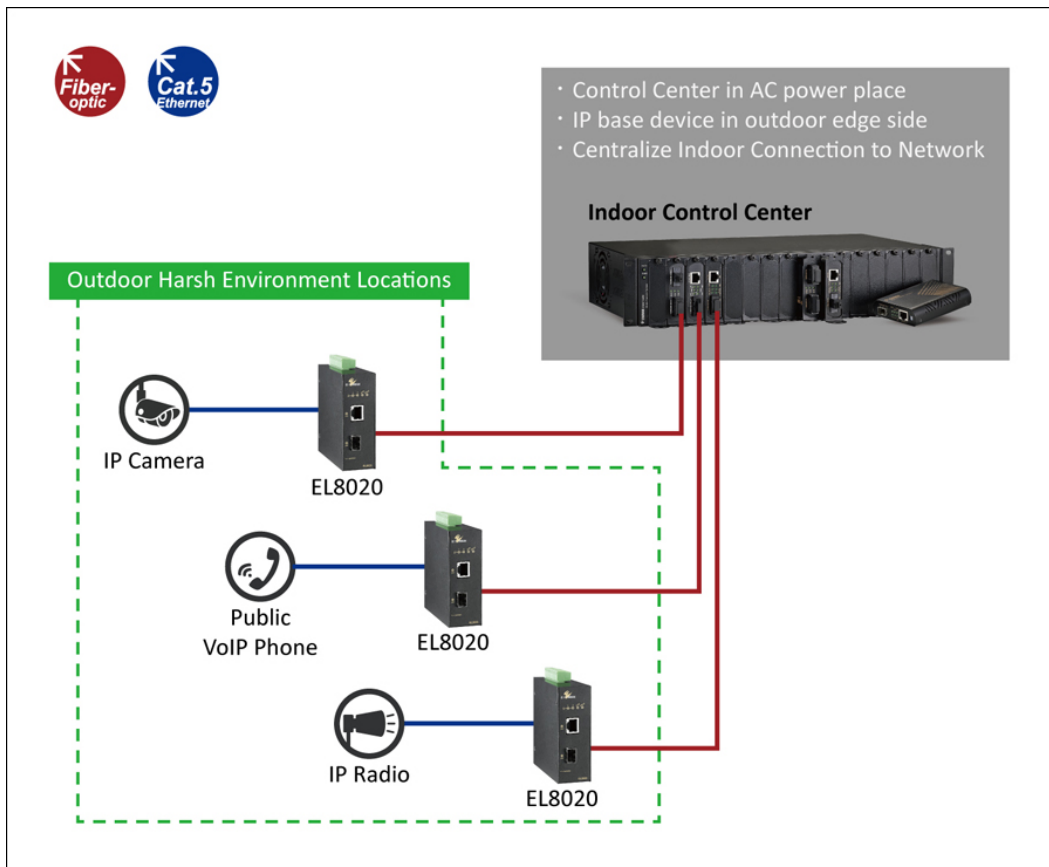 Fiber-
optic
Cat.5
Ethernet
· Control Center in AC power place
· IP base device in outdoor edge side
· Centralize Indoor Connection to Network
Indoor Control Center
Outdoor Harsh Environment Locations
IP Camera
EL8020
Public
VoIP Phone
EL8020
IP Radio
EL8020